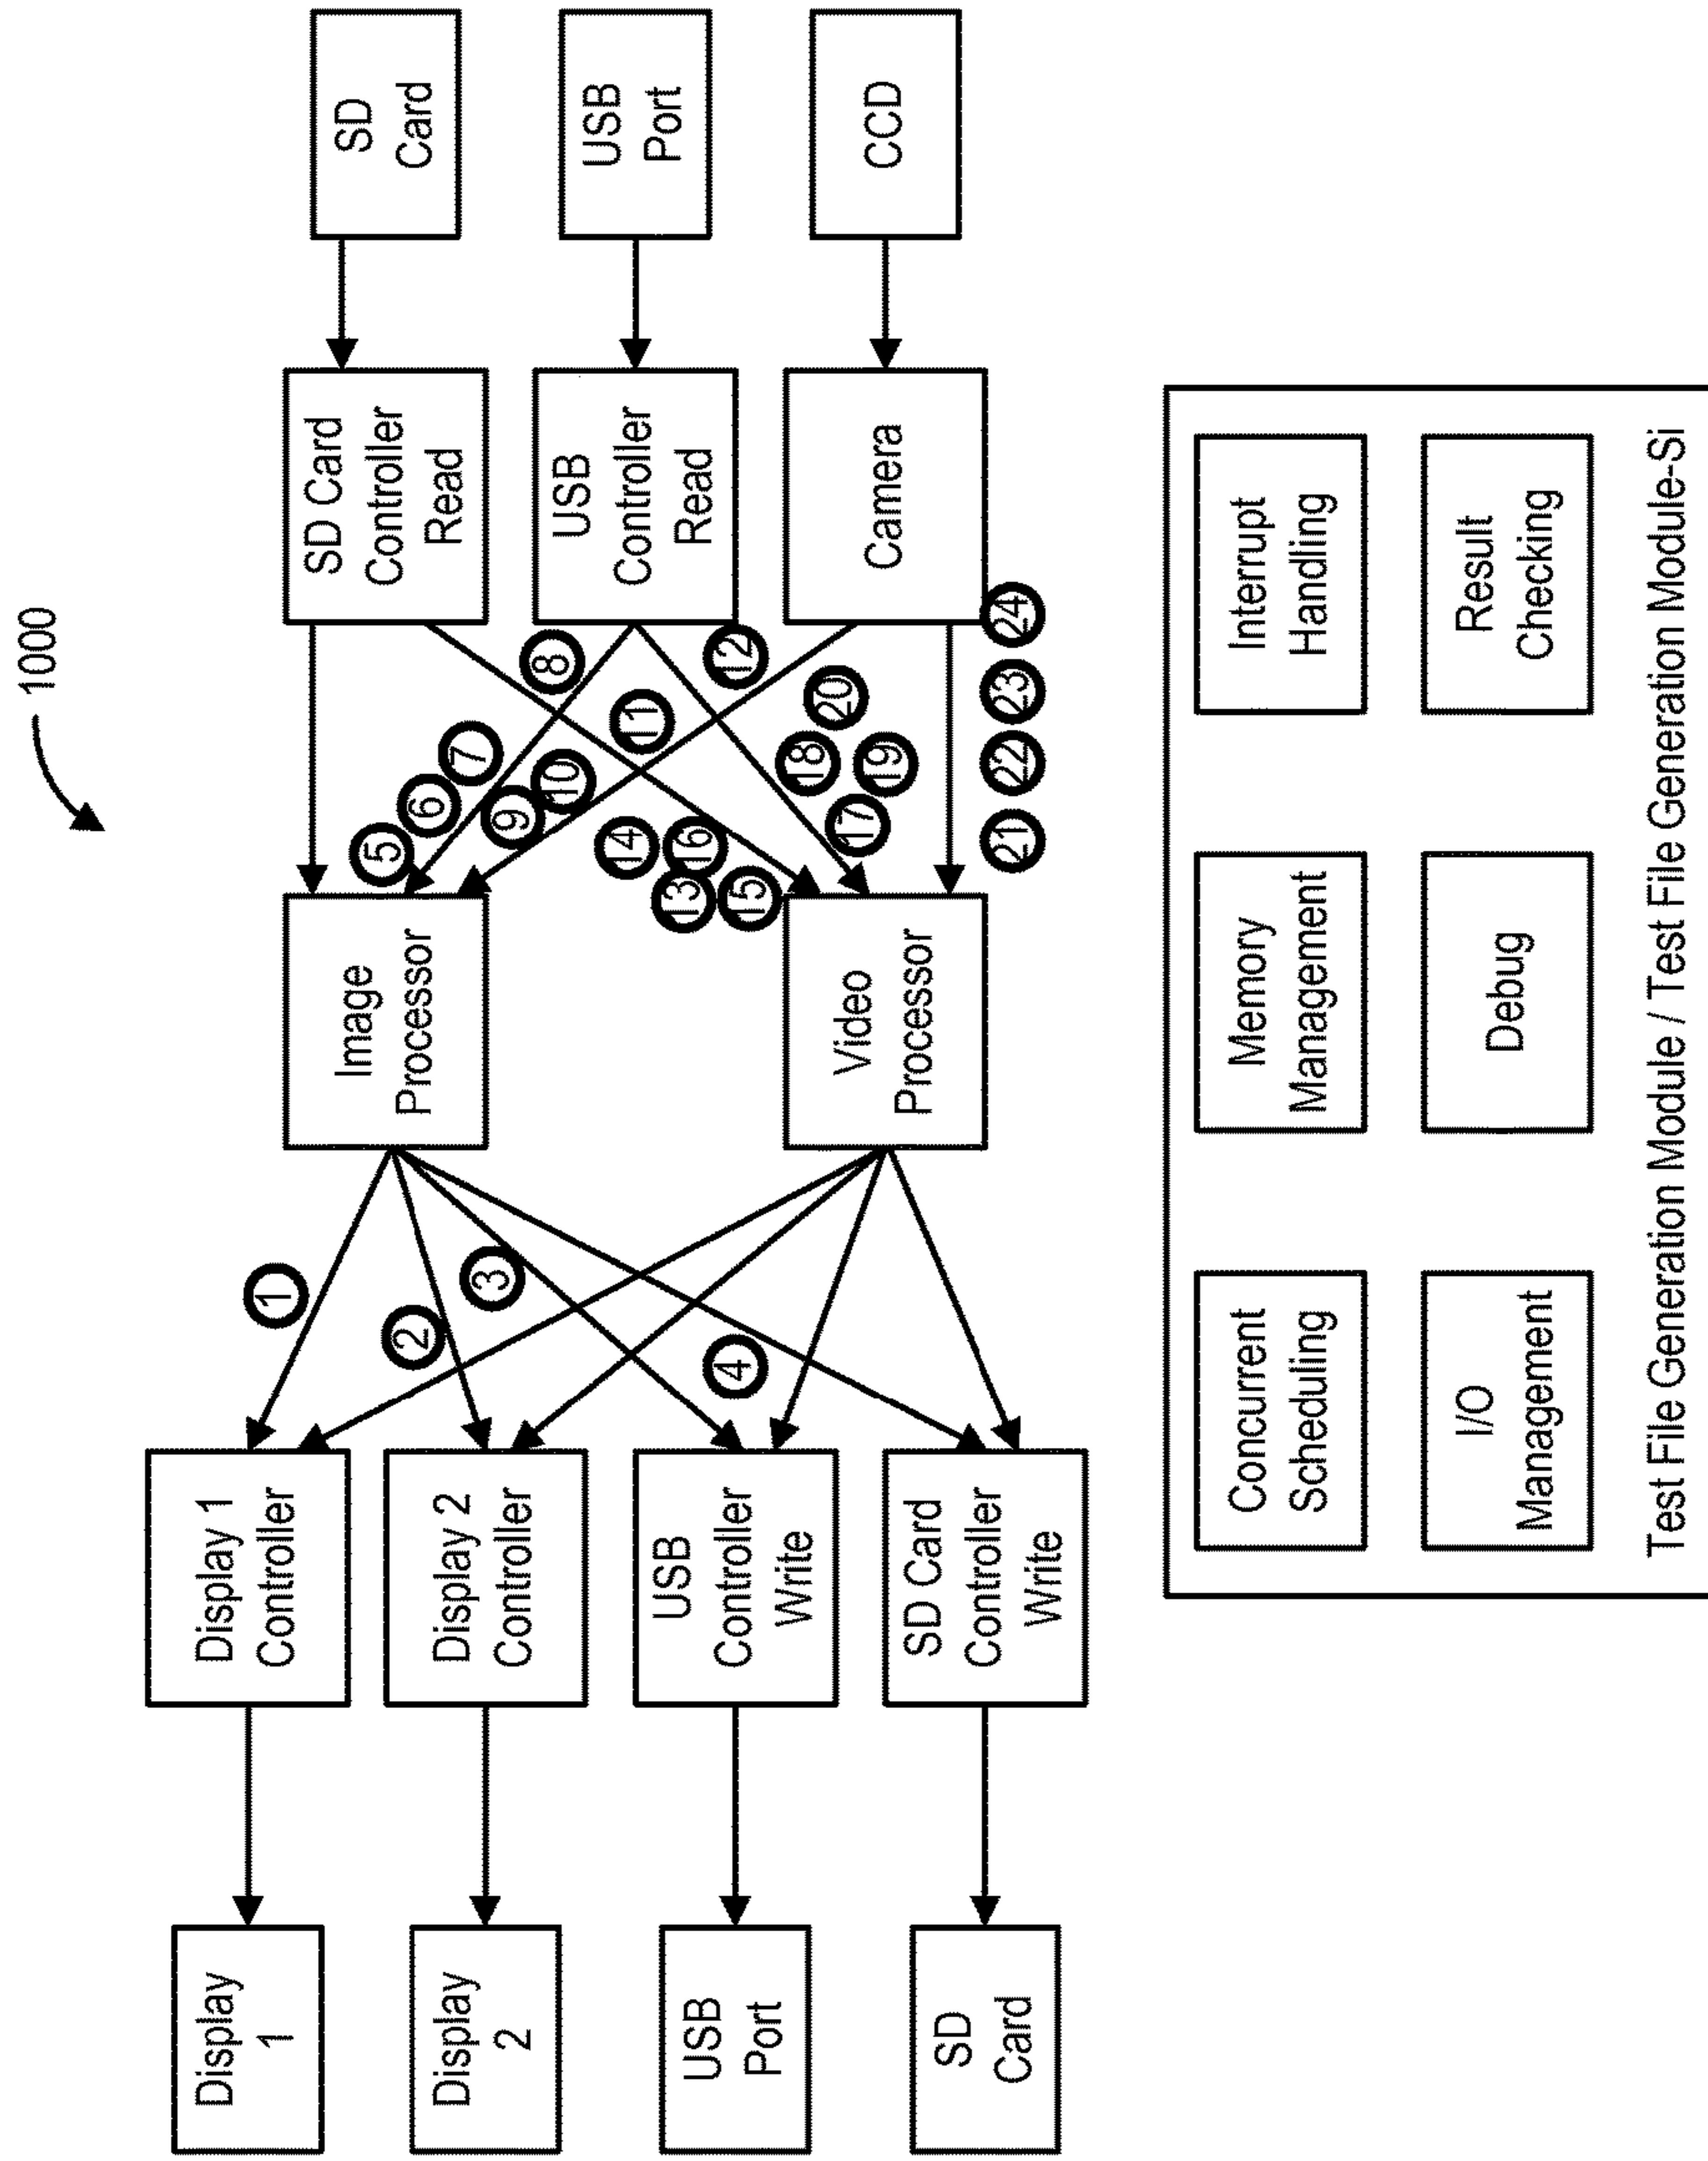 1000
Display 1
Controller
Display 2
Controller
USB
Controller
Write
SD Card
Controller
Write
Display
1
Display
2
USB
Port
SD
Card
Image
Processor
Video
Processor
SD Card
Controller
Read
USB
Controller
Read
Camera
SD
Card
USB
Port
CCD
1
2
3
4
5
6
7
8
9
10
11
12
13
14
15
16
17
18
19
20
21
22
23
24
Concurrent
Scheduling
Memory
Management
Interrupt
Handling
I/O
Management
Debug
Result
Checking
Test File Generation Module / Test File Generation Module-Si